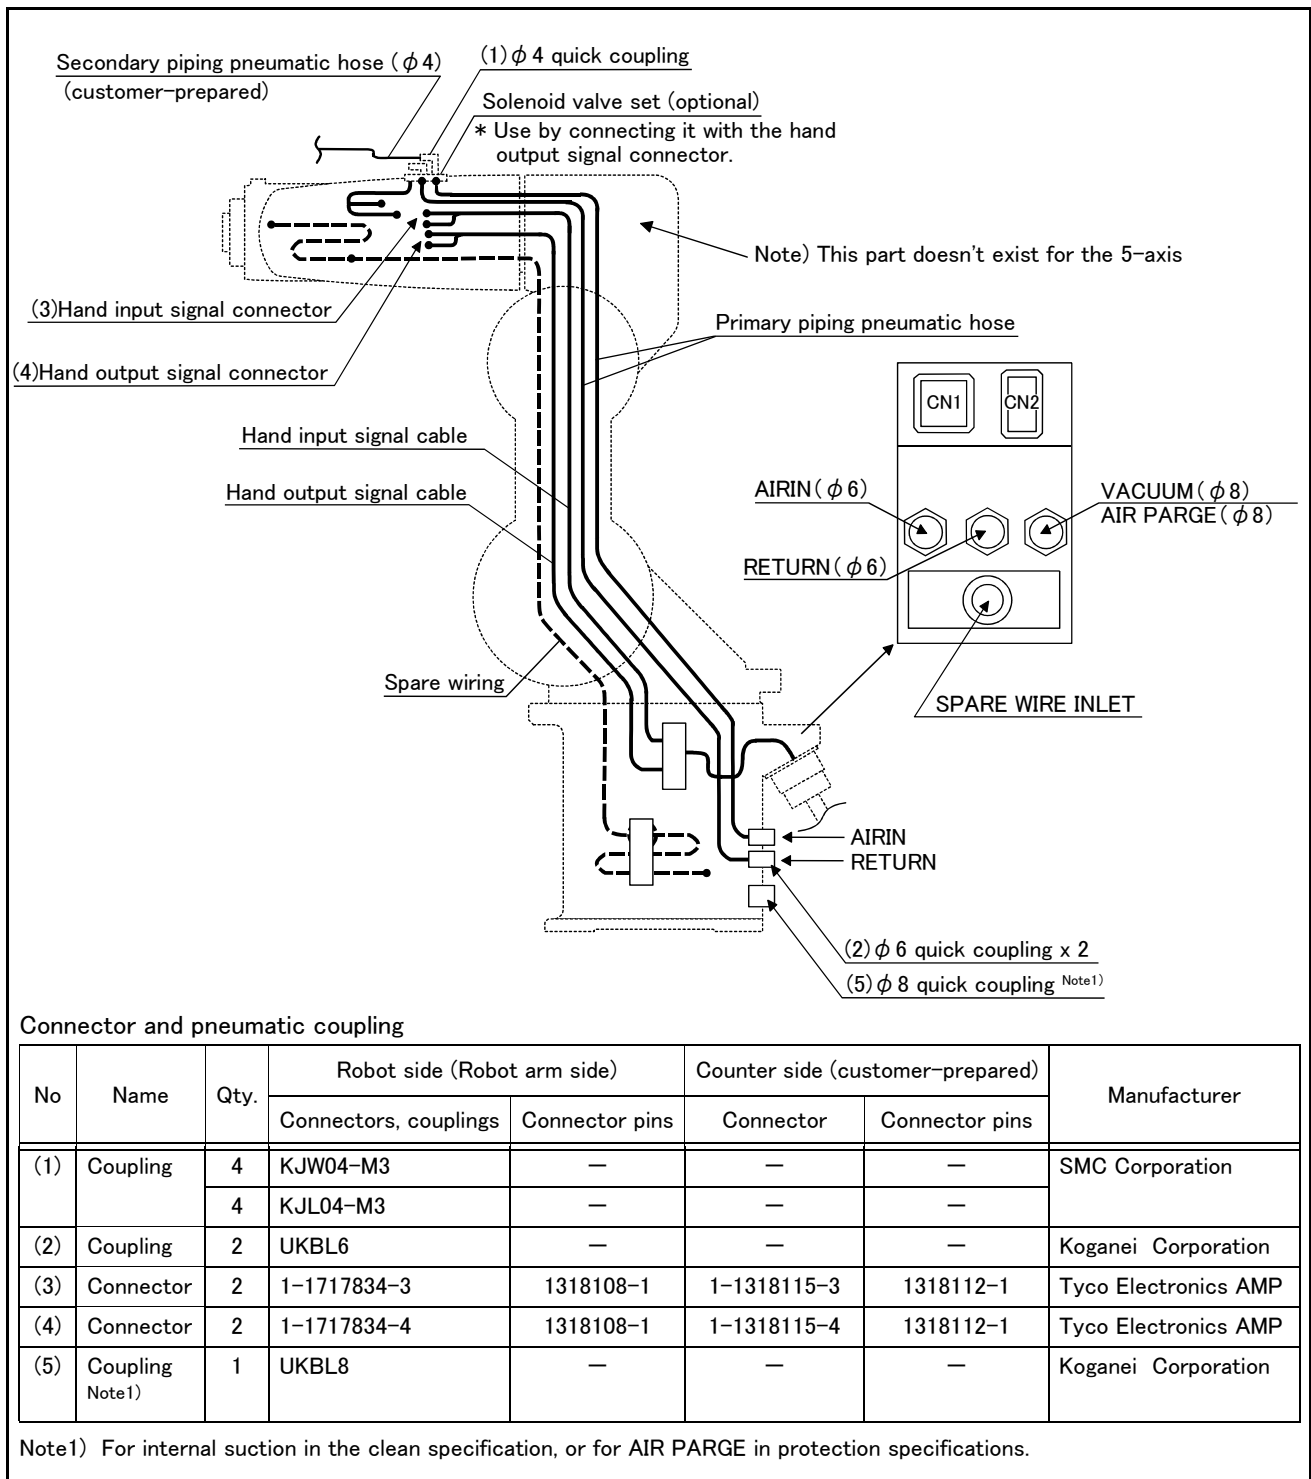 Secondary piping pneumatic hose (φ4)
(customer-prepared)
(1)φ4 quick coupling
Solenoid valve set (optional)
* Use by connecting it with the hand
output signal connector.
Note) This part doesn't exist for the 5-axis
(3)Hand input signal connector
Primary piping pneumatic hose
(4)Hand output signal connector
CN1
CN2
Hand input signal cable
Hand output signal cable
AIRIN(φ6)
VACUUM(φ8)
AIR PARGE(φ8)
RETURN(φ6)
Spare wiring
SPARE WIRE INLET
AIRIN
RETURN
(2)φ6 quick coupling x 2
(5)φ8 quick coupling Note1)
Connector and pneumatic coupling
No Name Qty. Robot side (Robot arm side) Counter side (customer-prepared) Manufacturer
Connectors, couplings Connector pins Connector Connector pins
(1) Coupling 4 KJW04-M3 — — — SMC Corporation
4 KJL04-M3 — — —
(2) Coupling 2 UKBL6 — — — Koganei Corporation
(3) Connector 2 1-1717834-3 1318108-1 1-1318115-3 1318112-1 Tyco Electronics AMP
(4) Connector 2 1-1717834-4 1318108-1 1-1318115-4 1318112-1 Tyco Electronics AMP
(5) Coupling 1 UKBL8 — — — Koganei Corporation
Note1)
Note1) For internal suction in the clean specification, or for AIR PARGE in protection specifications.